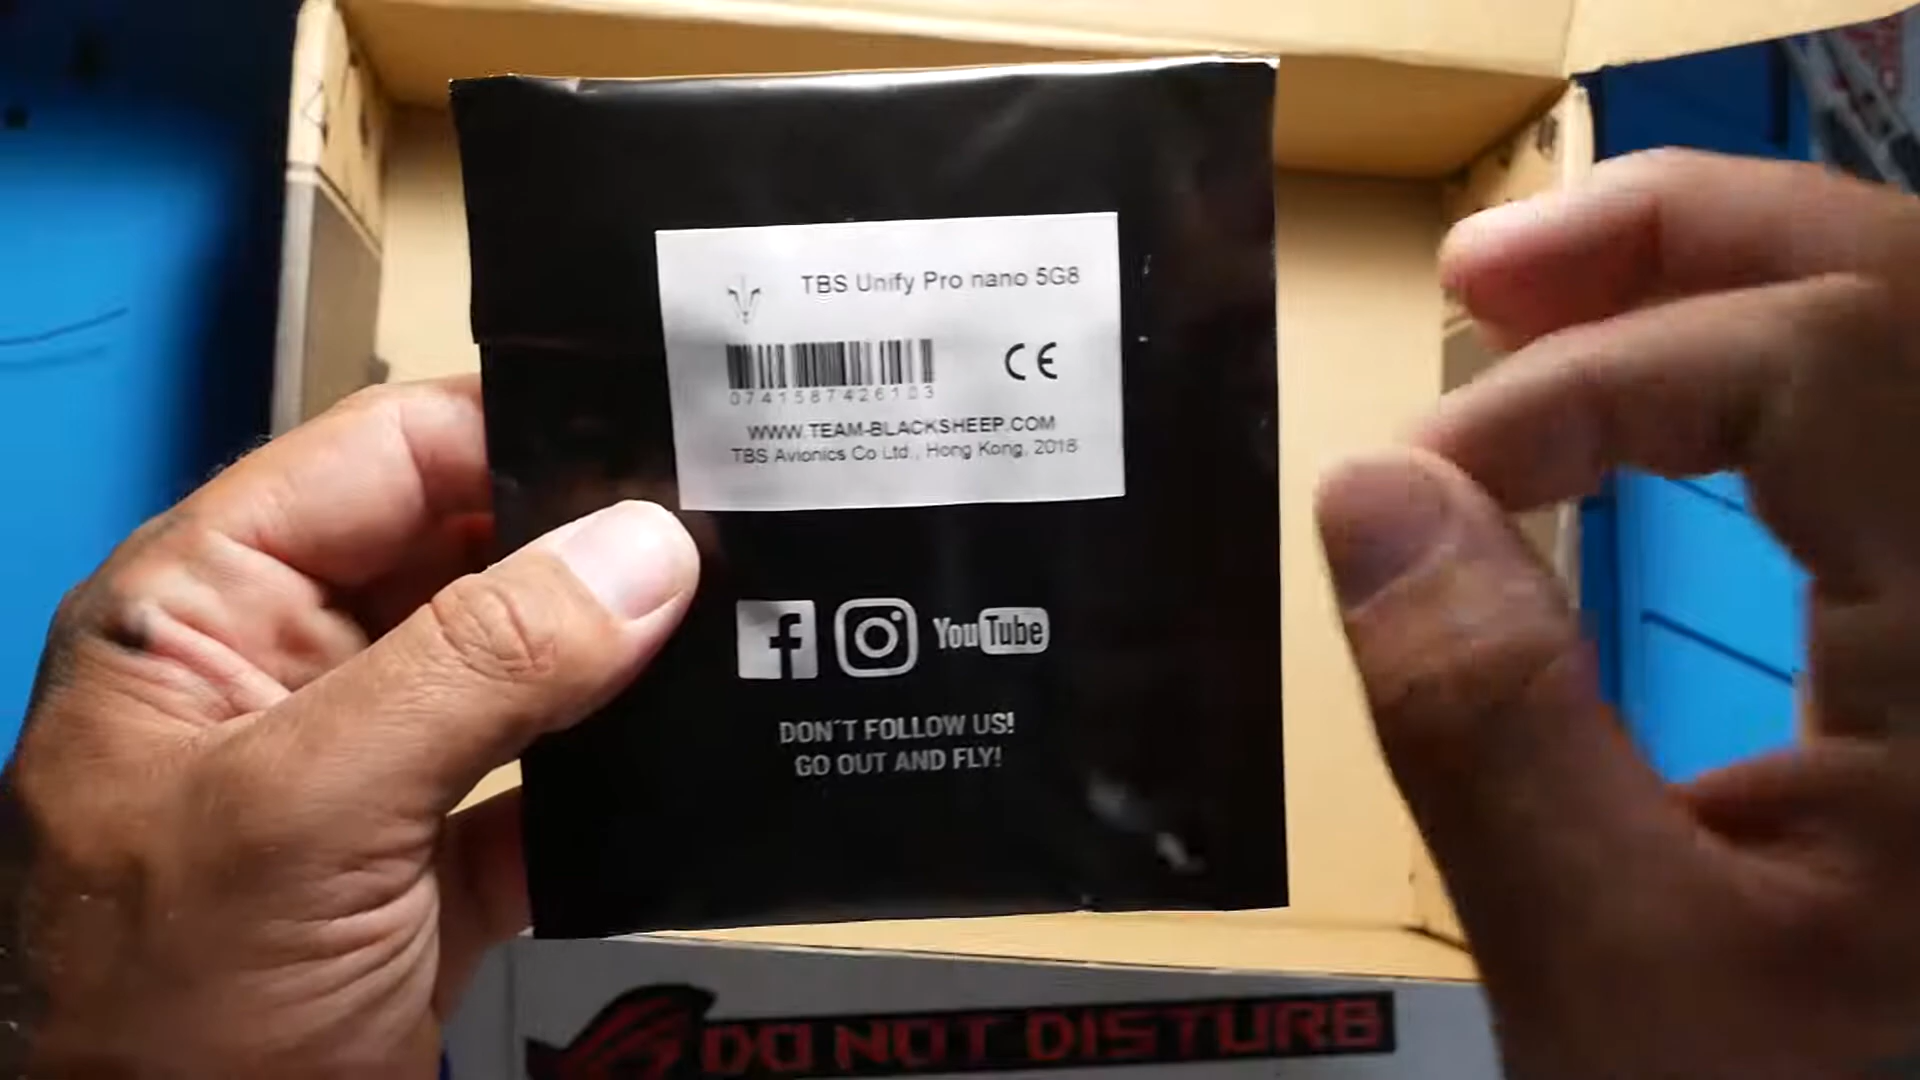 TBS Unify Pro nano 5G8
CE
0741587426103
WWW.TEAM-BLACKSHEEP.COM
TBS Avionics Co Ltd., Hong Kong, 2018
f
YouTube
DON´T FOLLOW US!
GO OUT AND FLY!
DO NOT DISTURB